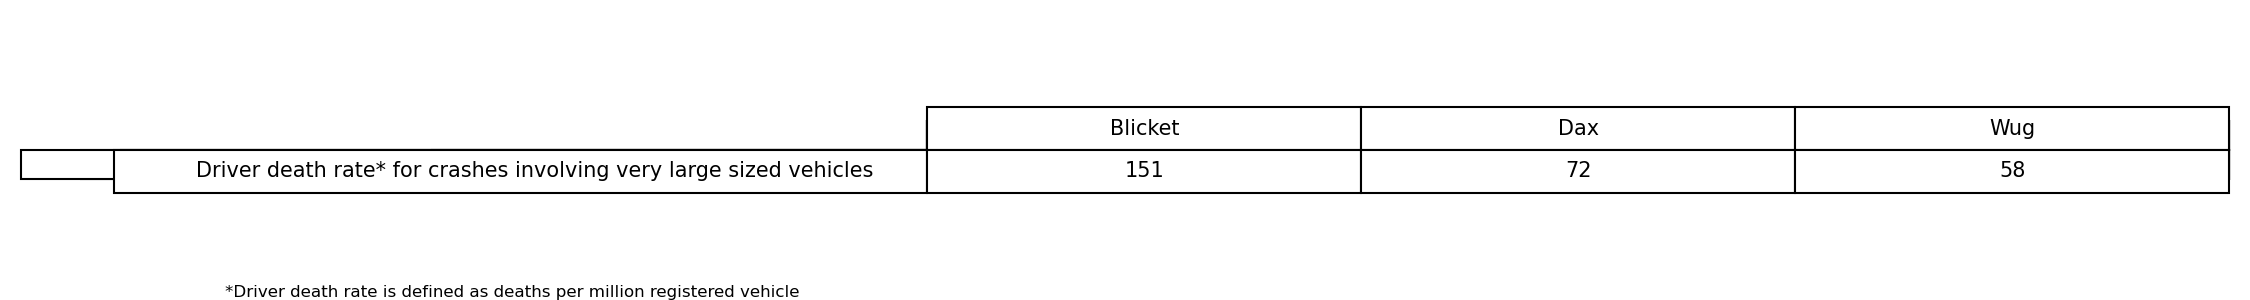 Blicket Dax Wug
Driver death rate* for crashes involving very large sized vehicles 151 72 58
*Driver death rate is defined as deaths per million registered vehicle